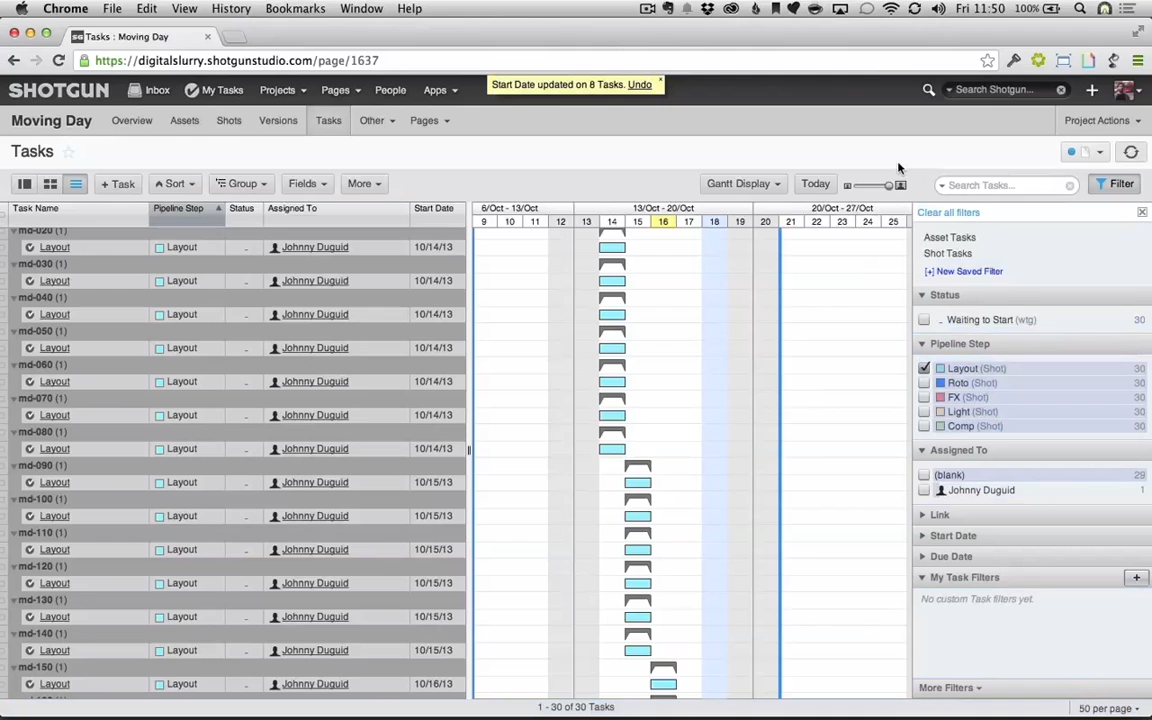 Chrome File Edit View History Bookmarks Window Help Fri 11:50 100%
SG Tasks : Moving Day
https://digitalslurry.shotgunstudio.com/page/1637
SHOTGUN Inbox My Tasks Projects Pages People Apps Start Date updated on 8 Tasks. Undo Search Shotgun...
Moving Day Overview Assets Shots Versions Tasks Other Pages Project Actions
Tasks
+ Task Sort Group Fields More Gantt Display Today Search Tasks... Filter
Task Name Pipeline Step Status Assigned To Start Date 6/Oct - 13/Oct 13/Oct - 20/Oct 20/Oct - 27/Oct
9 10 11 12 13 14 15 16 17 18 19 20 21 22 23 24 25
md-020 (1)
Layout Layout - Johnny Duguid 10/14/13
md-030 (1)
Layout Layout - Johnny Duguid 10/14/13
md-040 (1)
Layout Layout - Johnny Duguid 10/14/13
md-050 (1)
Layout Layout - Johnny Duguid 10/14/13
md-060 (1)
Layout Layout - Johnny Duguid 10/14/13
md-070 (1)
Layout Layout - Johnny Duguid 10/14/13
md-080 (1)
Layout Layout - Johnny Duguid 10/14/13
md-090 (1)
Layout Layout - Johnny Duguid 10/15/13
md-100 (1)
Layout Layout - Johnny Duguid 10/15/13
md-110 (1)
Layout Layout - Johnny Duguid 10/15/13
md-120 (1)
Layout Layout - Johnny Duguid 10/15/13
md-130 (1)
Layout Layout - Johnny Duguid 10/15/13
md-140 (1)
Layout Layout - Johnny Duguid 10/15/13
md-150 (1)
Layout Layout - Johnny Duguid 10/16/13
Clear all filters
Asset Tasks
Shot Tasks
[+] New Saved Filter
Status
- Waiting to Start (wtg) 30
Pipeline Step
Layout (Shot) 30
Roto (Shot) 30
FX (Shot) 30
Light (Shot) 30
Comp (Shot) 30
Assigned To
(blank) 29
Johnny Duguid 1
Link
Start Date
Due Date
My Task Filters +
No custom Task filters yet.
More Filters
1 - 30 of 30 Tasks 50 per page